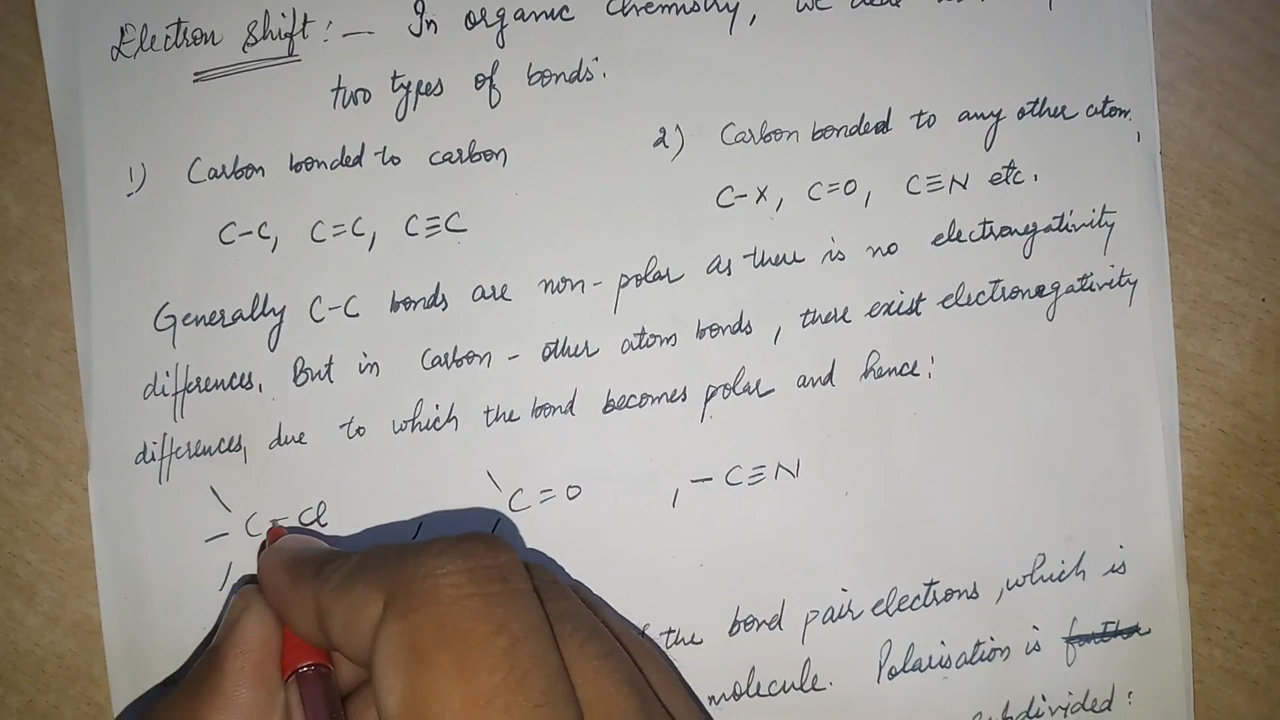 Electron Shift:— In organic Chemistry, we
two types of bonds.
1) Carbon bonded to carbon
C-C, C=C, C≡C
2) Carbon bonded to any other atom,
C-X, C=O, C≡N etc.
Generally C-C bonds are non-polar as there is no electronegativity
differences. But in Carbon - other atom bonds, there exist electronegativity
differences, due to which the bond becomes polar and hence:
-C-Cl , C=O , -C≡N
the bond pair electrons, which is
molecule. Polarisation is
subdivided: